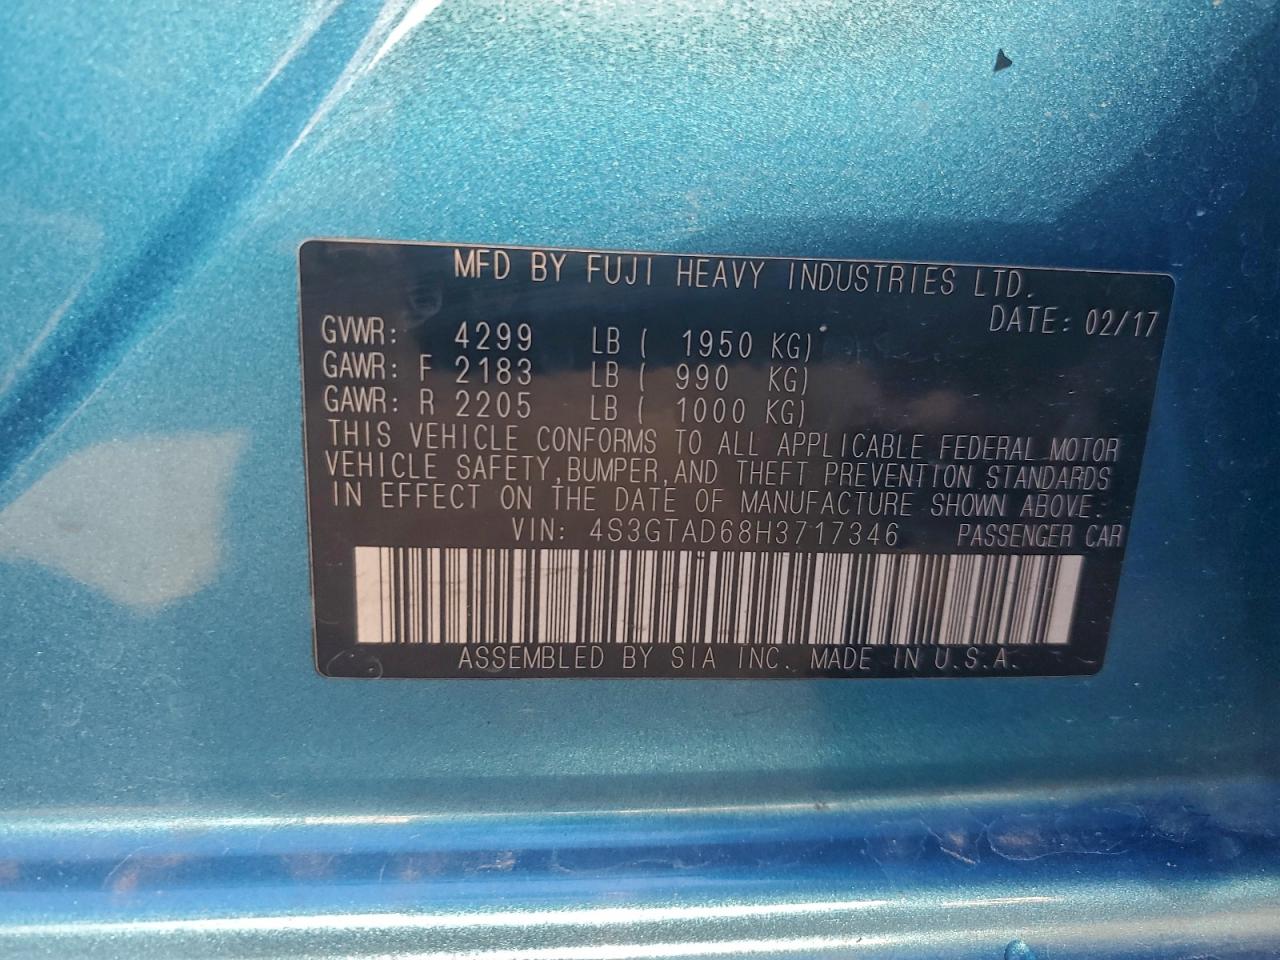 MFD BY FUJI HEAVY INDUSTRIES LTD.
DATE: 02/17
GVWR: 4299 LB ( 1950 KG)
GAWR: F 2183 LB ( 990 KG)
GAWR: R 2205 LB ( 1000 KG)
THIS VEHICLE CONFORMS TO ALL APPLICABLE FEDERAL MOTOR
VEHICLE SAFETY, BUMPER, AND THEFT PREVENTION STANDARDS
IN EFFECT ON THE DATE OF MANUFACTURE SHOWN ABOVE.
VIN: 4S3GTAD68H3717346 PASSENGER CAR
ASSEMBLED BY SIA INC. MADE IN U.S.A.